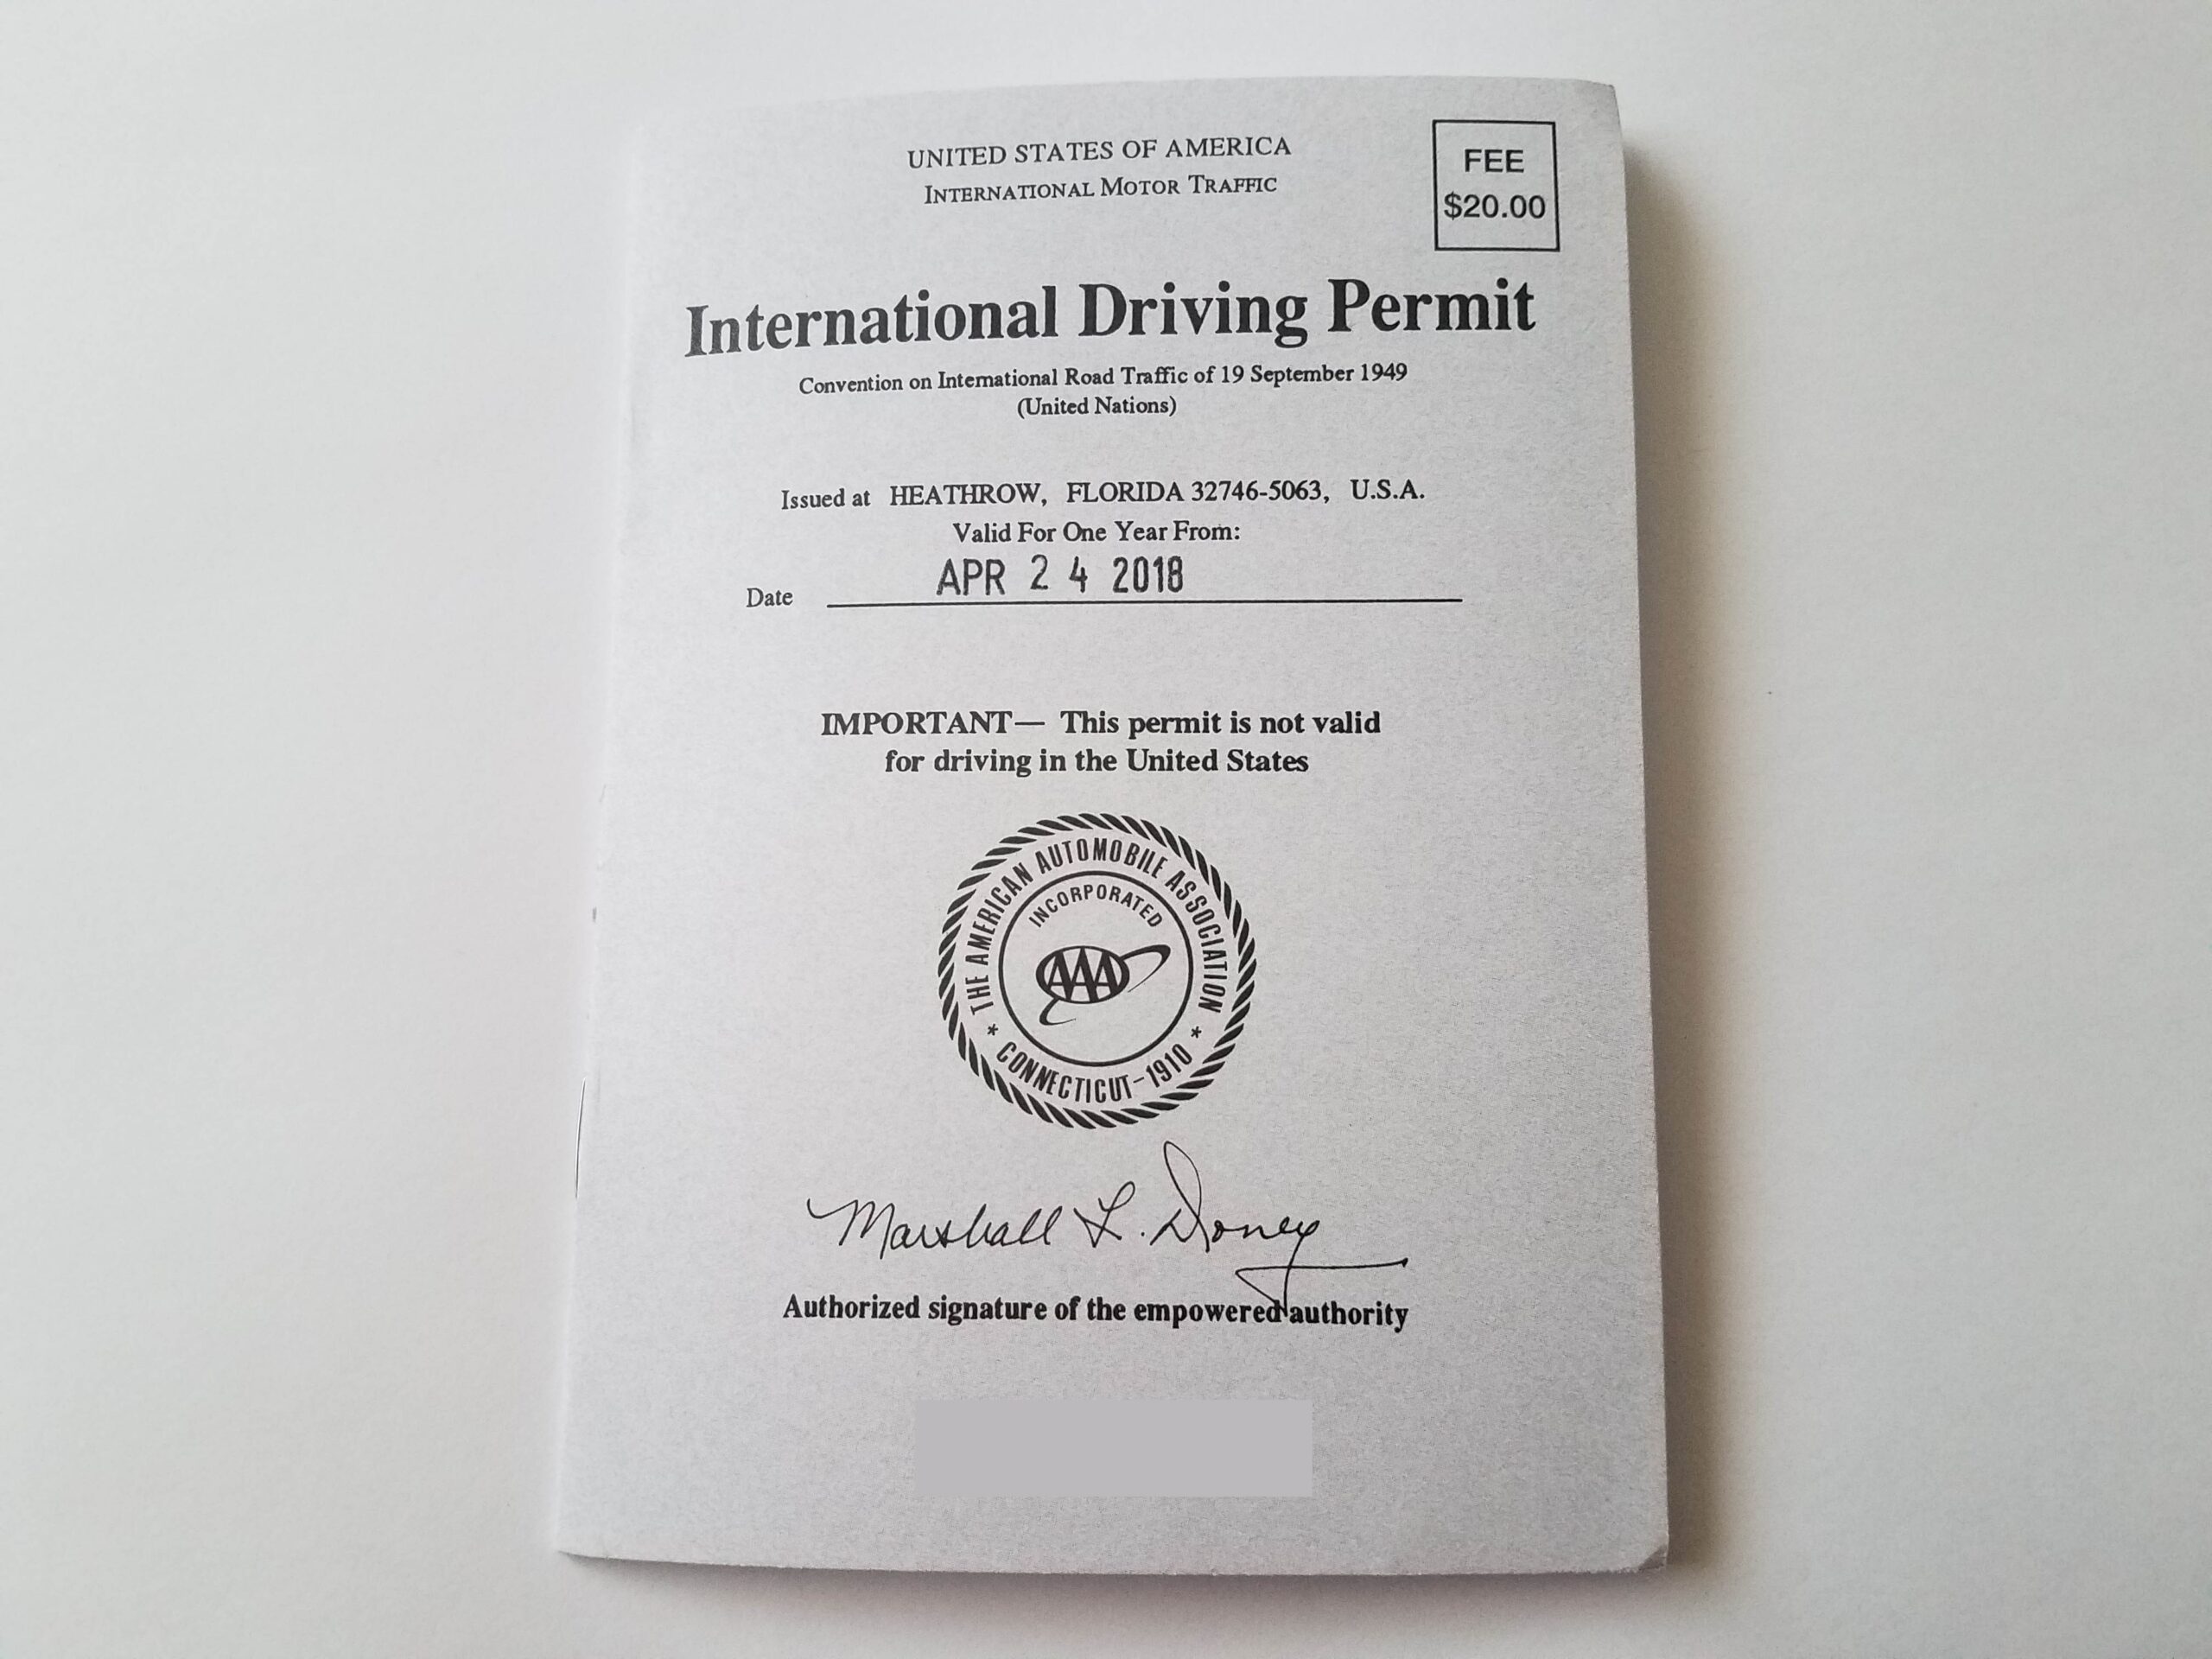 UNITED STATES OF AMERICA
INTERNATIONAL MOTOR TRAFFIC
FEE
$20.00
International Driving Permit
Convention on International Road Traffic of 19 September 1949
(United Nations)
Issued at HEATHROW, FLORIDA 32746-5063, U.S.A.
Valid For One Year From:
Date APR 24 2018
IMPORTANT— This permit is not valid
for driving in the United States
THE AMERICAN AUTOMOBILE ASSOCIATION
INCORPORATED
AAA
* CONNECTICUT-1910 *
Marshall L. Doney
Authorized signature of the empowered authority